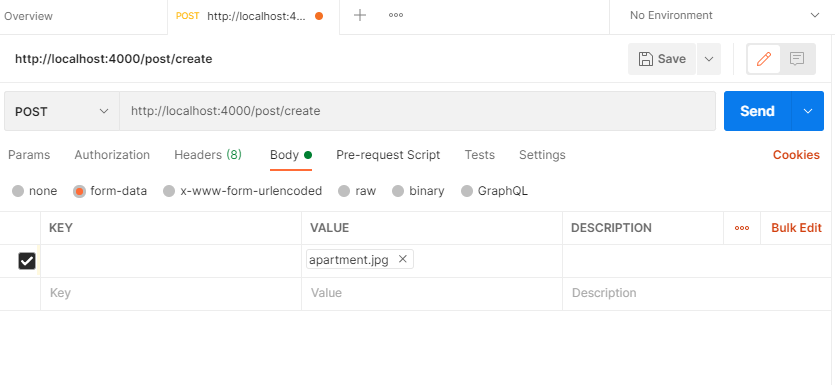 Overview POST http://localhost:4... No Environment
http://localhost:4000/post/create Save
POST http://localhost:4000/post/create Send
Params Authorization Headers (8) Body Pre-request Script Tests Settings Cookies
none form-data x-www-form-urlencoded raw binary GraphQL
KEY VALUE DESCRIPTION Bulk Edit
apartment.jpg
Key Value Description